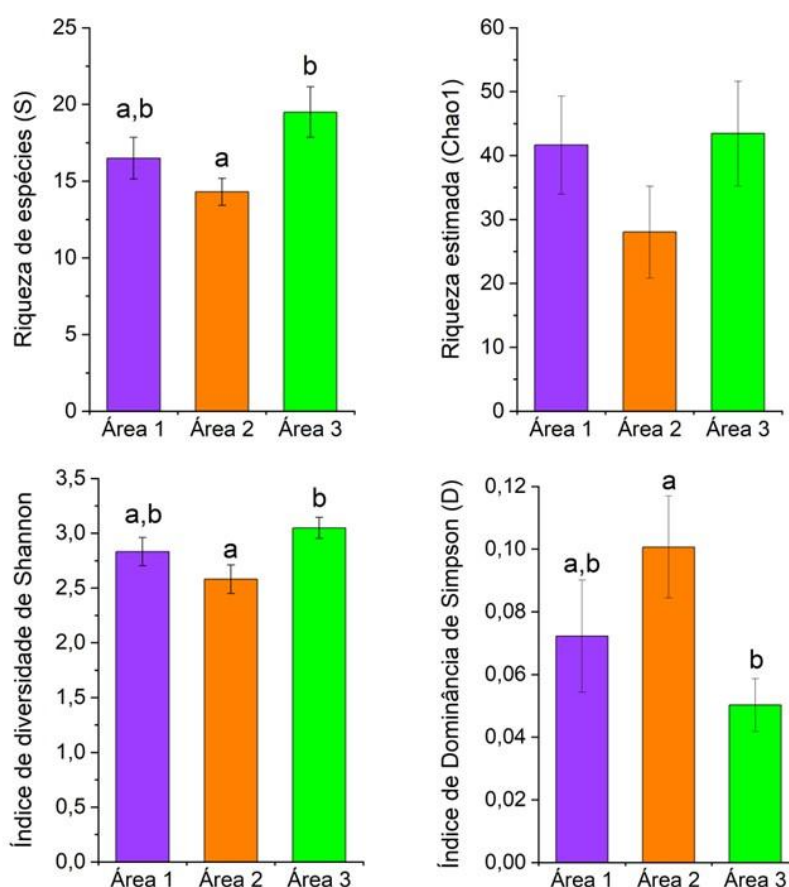 Riqueza de espécies (S)
25
20
15
10
5
0
a,b
a
b
Área 1 Área 2 Área 3
Riqueza estimada (Chao1)
60
50
40
30
20
10
0
Área 1 Área 2 Área 3
Índice de diversidade de Shannon
3,5
3,0
2,5
2,0
1,5
1,0
0,5
0,0
a,b
a
b
Área 1 Área 2 Área 3
Índice de Dominância de Simpson (D)
0,12
0,10
0,08
0,06
0,04
0,02
0,00
a,b
a
b
Área 1 Área 2 Área 3